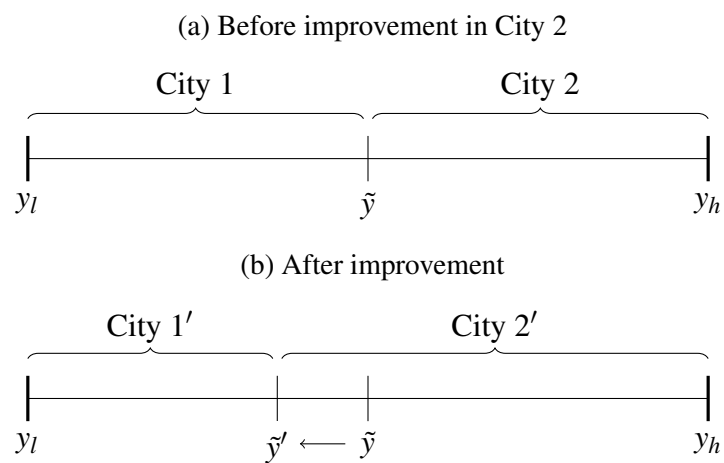 (a) Before improvement in City 2
City 1 City 2
y_l ỹ y_h
(b) After improvement
City 1′ City 2′
y_l ỹ′ ⟵ ỹ y_h